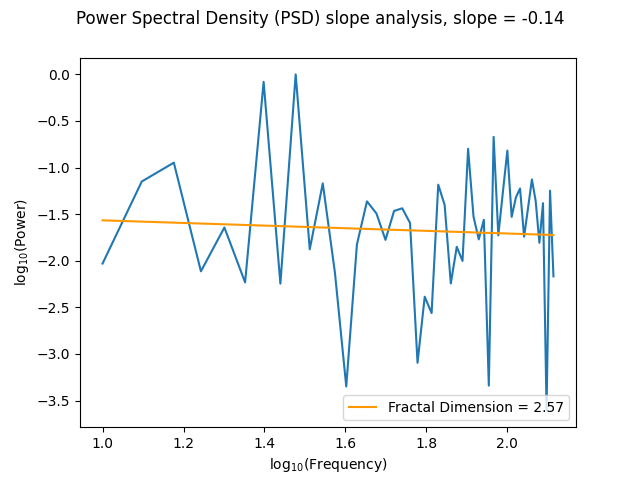 Power Spectral Density (PSD) slope analysis, slope = -0.14
0.0
−0.5
−1.0
−1.5
−2.0
−2.5
−3.0
−3.5
log₁₀(Power)
Fractal Dimension = 2.57
1.0 1.2 1.4 1.6 1.8 2.0
log₁₀(Frequency)